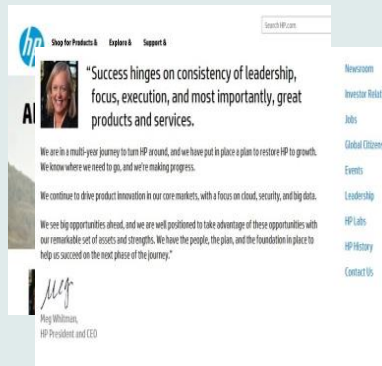 Search HP.com
hp
Shop for Products & Explore & Support &
Al
“Success hinges on consistency of leadership,
focus, execution, and most importantly, great
products and services.
We are in a multi-year journey to turn HP around, and we have put in place a plan to restore HP to growth.
We know where we need to go, and we're making progress.
We continue to drive product innovation in our core markets, with a focus on cloud, security, and big data.
We see big opportunities ahead, and we are well positioned to take advantage of these opportunities with
our remarkable set of assets and strengths. We have the people, the plan, and the foundation in place to
help us succeed on the next phase of the journey.”
Meg
Meg Whitman,
HP President and CEO
Newsroom
Investor Relat
Jobs
Global Citizens
Events
Leadership
HP Labs
HP History
Contact Us